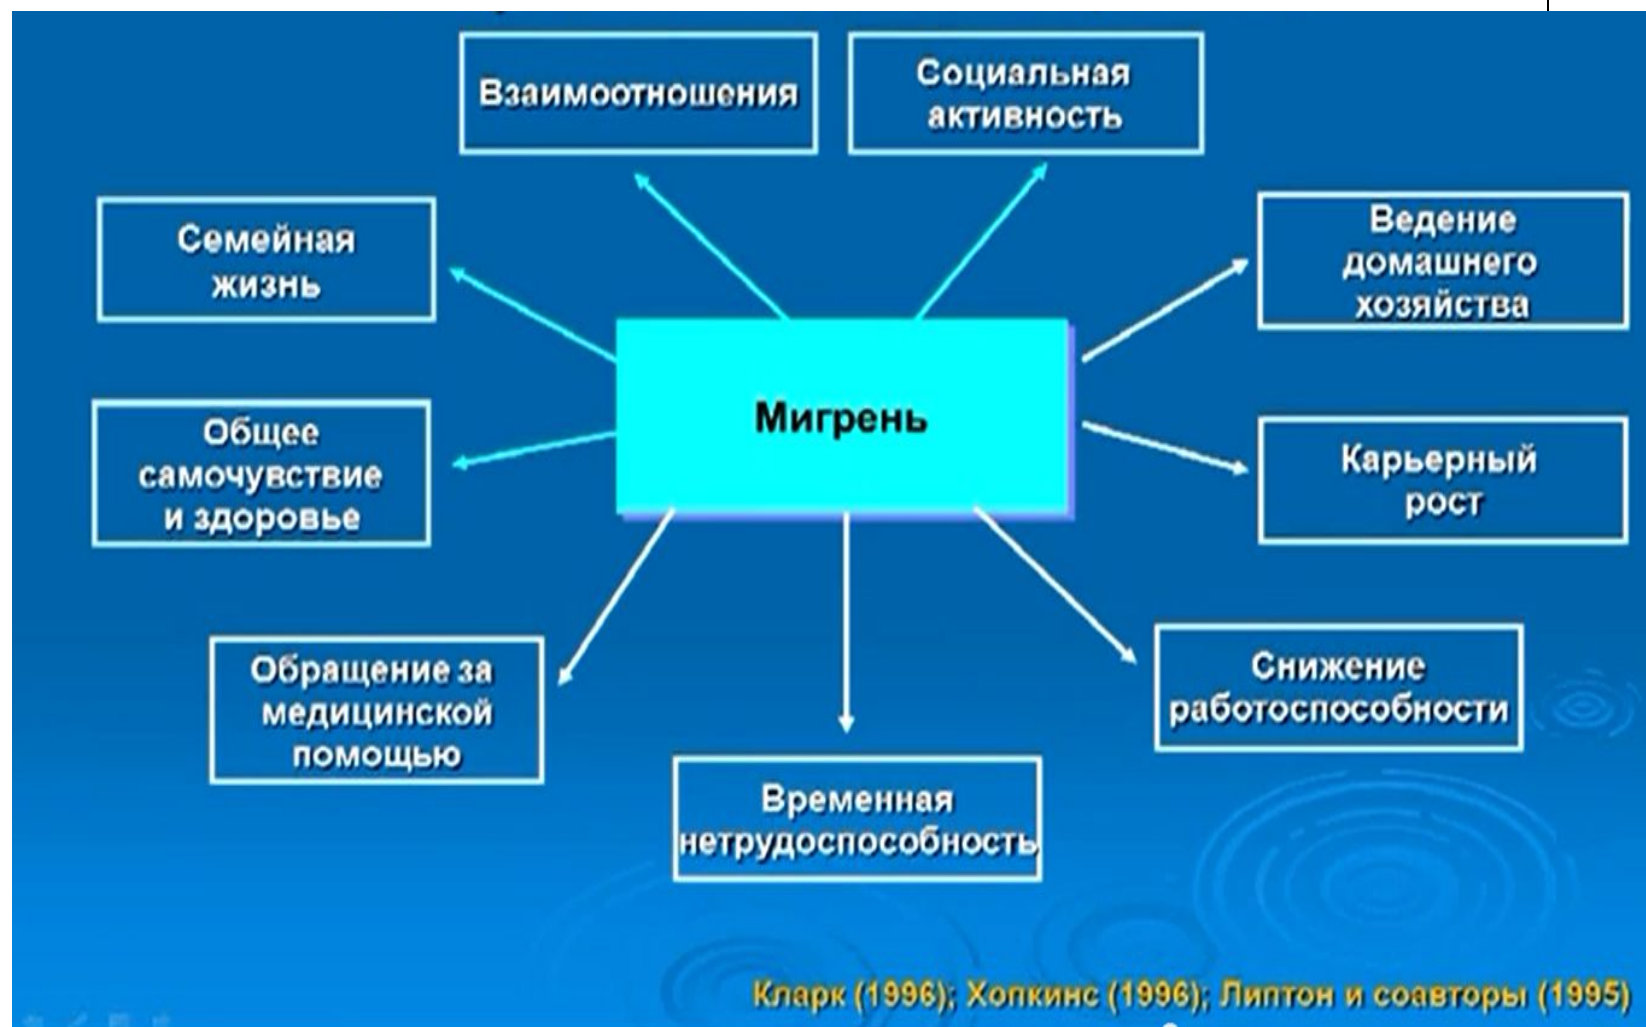 Взаимоотношения
Социальная
активность
Семейная
жизнь
Ведение
домашнего
хозяйства
Мигрень
Общее
самочувствие
и здоровье
Карьерный
рост
Обращение за
медицинской
помощью
Снижение
работоспособности
Временная
нетрудоспособность
Кларк (1996); Хопкинс (1996); Липтон и соавторы (1995)